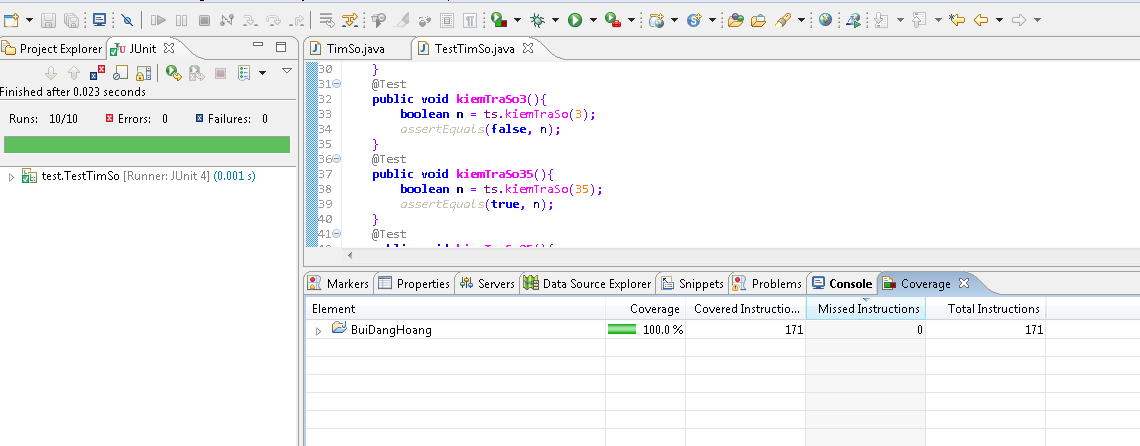 Project Explorer JUnit
Finished after 0.023 seconds
Runs: 10/10 Errors: 0 Failures: 0
test.TestTimSo [Runner: JUnit 4] (0.001 s)
TimSo.java TestTimSo.java
30 }
31 @Test
32 public void kiemTraSo3(){
33 boolean n = ts.kiemTraSo(3);
34 assertEquals(false, n);
35 }
36 @Test
37 public void kiemTraSo35(){
38 boolean n = ts.kiemTraSo(35);
39 assertEquals(true, n);
40 }
41 @Test
Markers Properties Servers Data Source Explorer Snippets Problems Console Coverage
Element Coverage Covered Instructio... Missed Instructions Total Instructions
BuiDangHoang 100.0 % 171 0 171